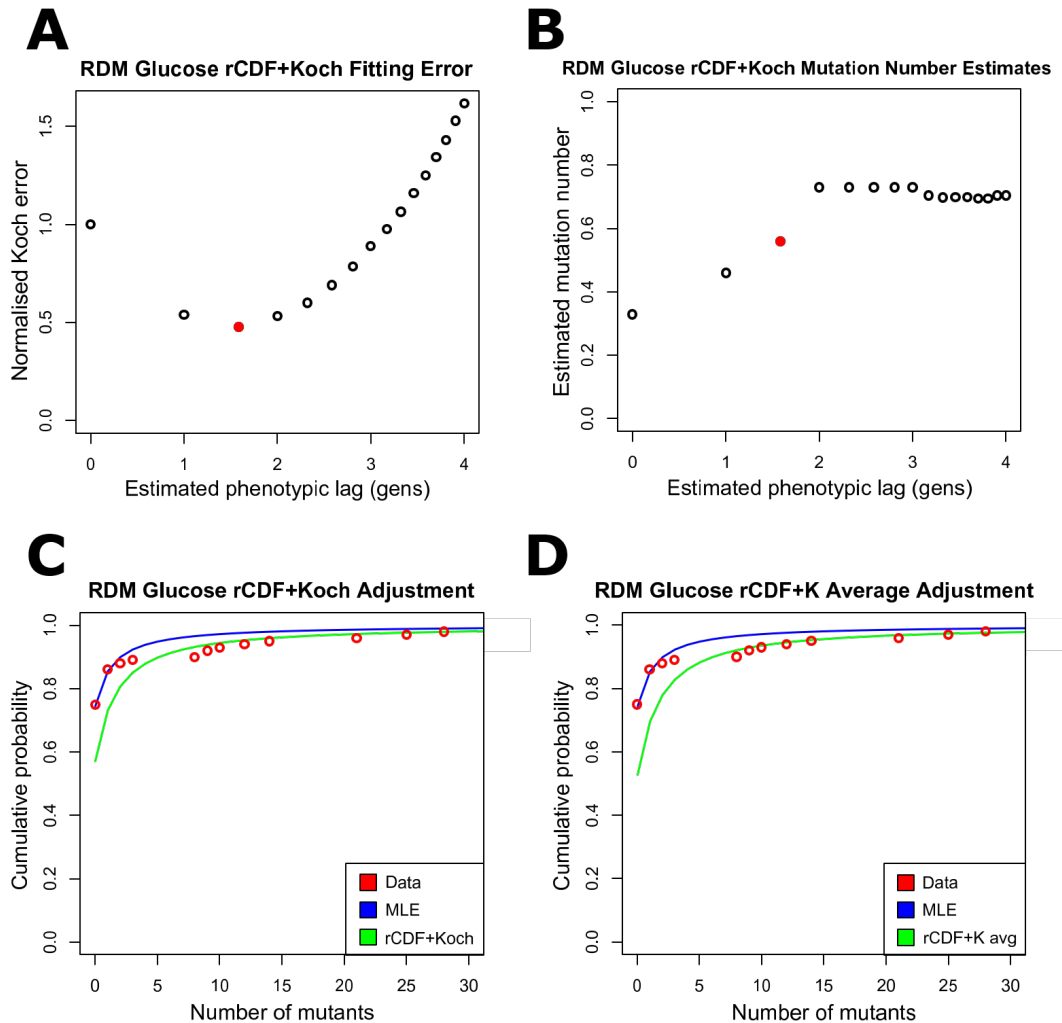 A
RDM Glucose rCDF+Koch Fitting Error
Normalised Koch error
0.0
0.5
1.0
1.5
0
1
2
3
4
Estimated phenotypic lag (gens)
B
RDM Glucose rCDF+Koch Mutation Number Estimates
Estimated mutation number
0.0
0.2
0.4
0.6
0.8
1.0
0
1
2
3
4
Estimated phenotypic lag (gens)
C
RDM Glucose rCDF+Koch Adjustment
Cumulative probability
0.0
0.2
0.4
0.6
0.8
1.0
0
5
10
15
20
25
30
Number of mutants
Data
MLE
rCDF+Koch
D
RDM Glucose rCDF+K Average Adjustment
Cumulative probability
0.0
0.2
0.4
0.6
0.8
1.0
0
5
10
15
20
25
30
Number of mutants
Data
MLE
rCDF+K avg